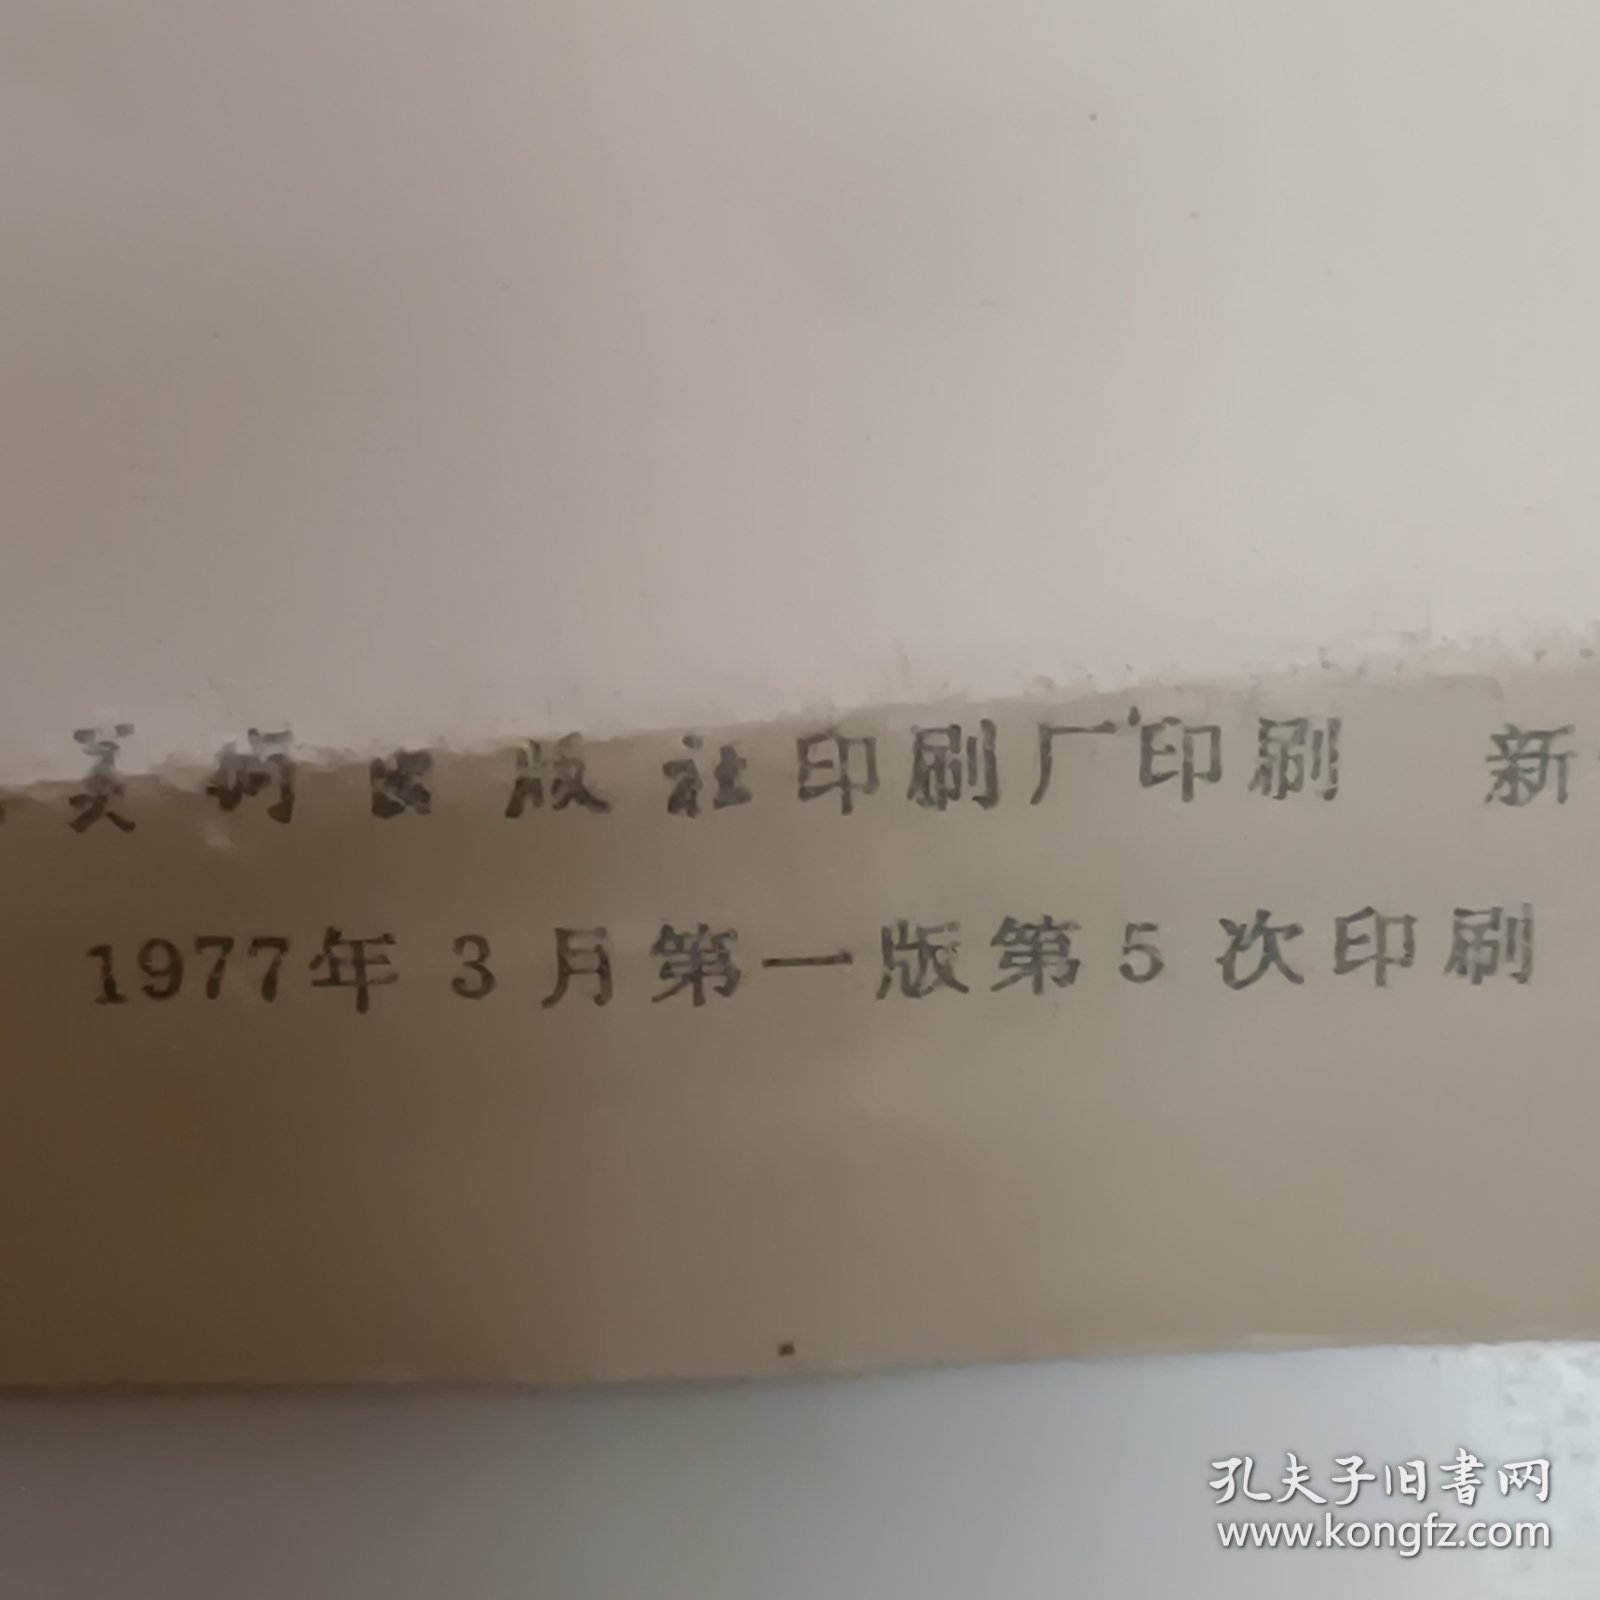 美术出版社印刷厂印刷 新
1977年3月第一版第5次印刷
孔夫子旧书网
www.kongfz.com